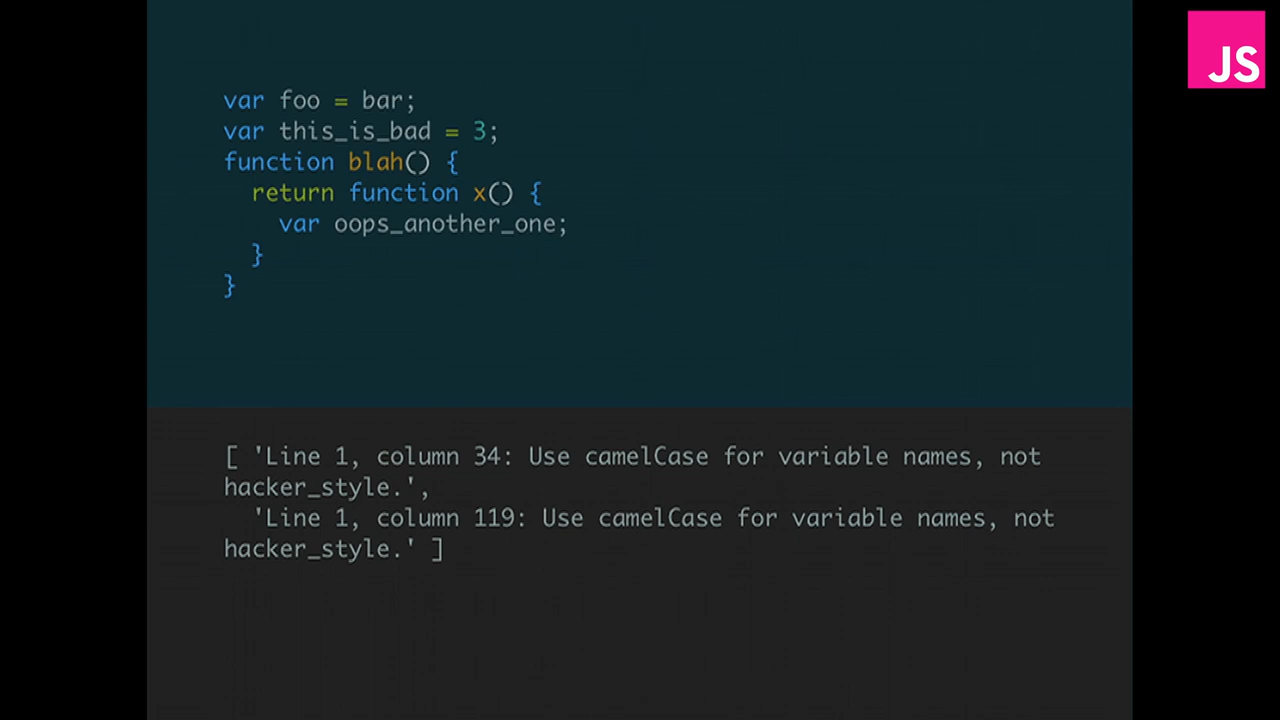 JS
var foo = bar;
var this_is_bad = 3;
function blah() {
  return function x() {
    var oops_another_one;
  }
}
[ 'Line 1, column 34: Use camelCase for variable names, not
hacker_style.',
  'Line 1, column 119: Use camelCase for variable names, not
hacker_style.' ]